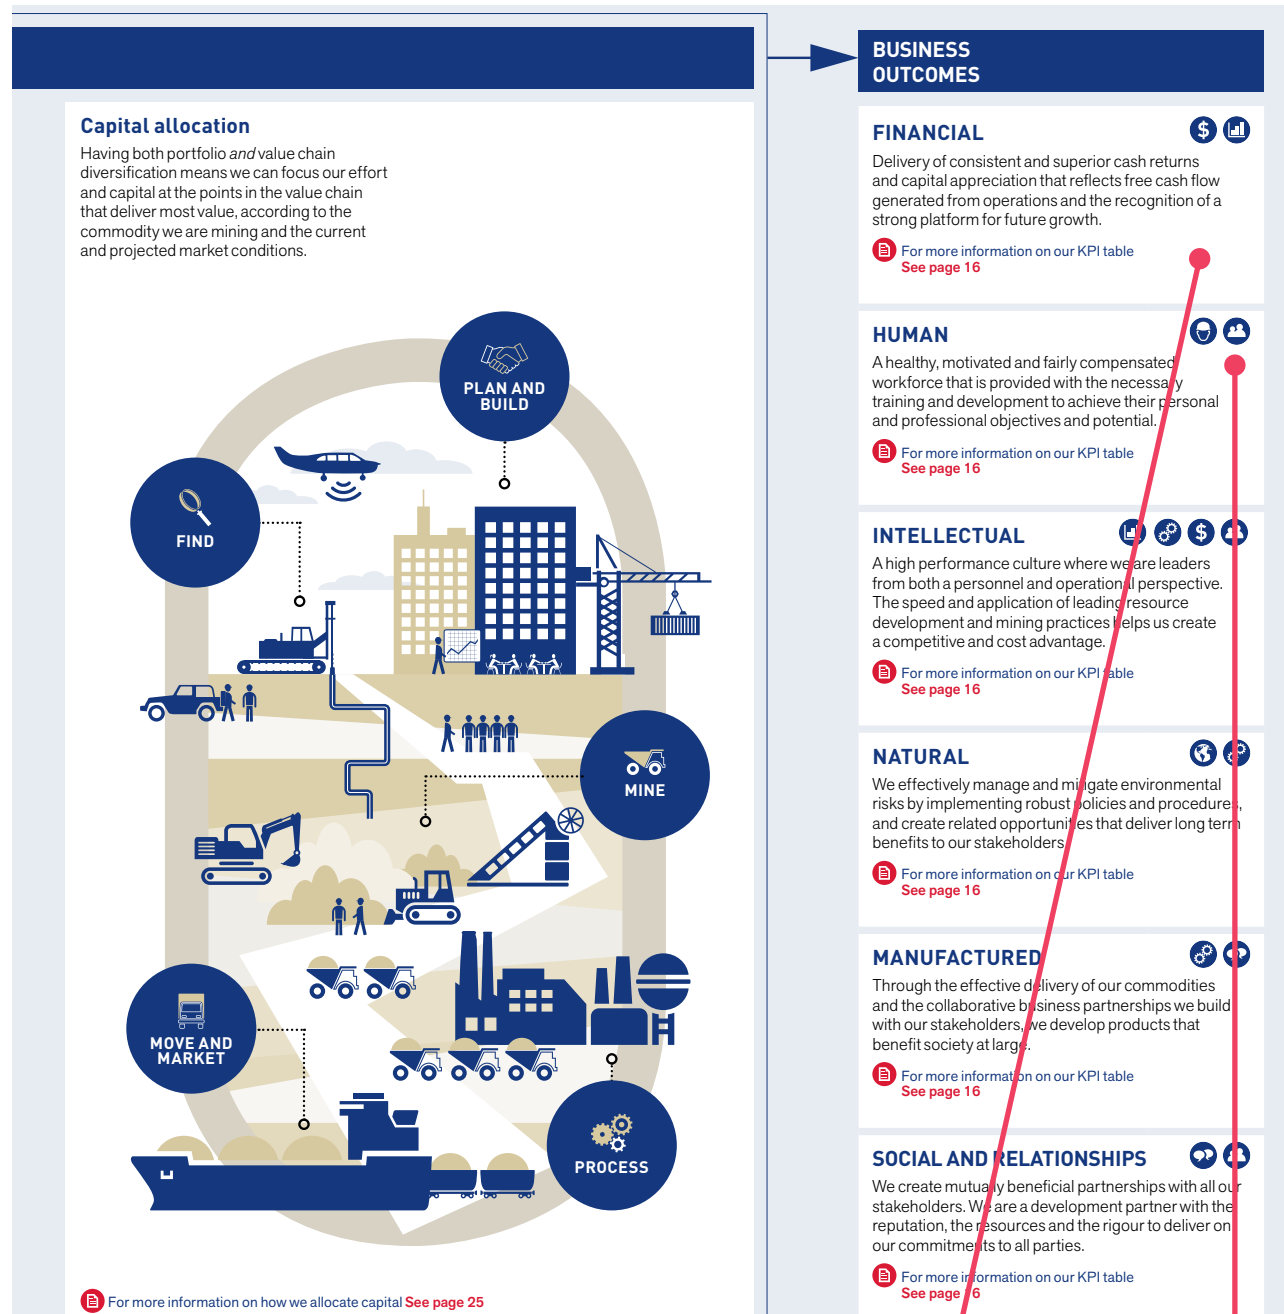 Capital allocation
Having both portfolio and value chain
diversification means we can focus our effort
and capital at the points in the value chain
that deliver most value, according to the
commodity we are mining and the current
and projected market conditions.
PLAN AND
BUILD
FIND
MINE
MOVE AND
MARKET
PROCESS
For more information on how we allocate capital See page 25
BUSINESS
OUTCOMES
FINANCIAL
Delivery of consistent and superior cash returns
and capital appreciation that reflects free cash flow
generated from operations and the recognition of a
strong platform for future growth.
For more information on our KPI table
See page 16
HUMAN
A healthy, motivated and fairly compensated
workforce that is provided with the necessary
training and development to achieve their personal
and professional objectives and potential.
For more information on our KPI table
See page 16
INTELLECTUAL
A high performance culture where we are leaders
from both a personnel and operational perspective.
The speed and application of leading resource
development and mining practices helps us create
a competitive and cost advantage.
For more information on our KPI table
See page 16
NATURAL
We effectively manage and mitigate environmental
risks by implementing robust policies and procedures,
and create related opportunities that deliver long term
benefits to our stakeholders.
For more information on our KPI table
See page 16
MANUFACTURED
Through the effective delivery of our commodities
and the collaborative business partnerships we build
with our stakeholders, we develop products that
benefit society at large.
For more information on our KPI table
See page 16
SOCIAL AND RELATIONSHIPS
We create mutually beneficial partnerships with all our
stakeholders. We are a development partner with the
reputation, the resources and the rigour to deliver on
our commitments to all parties.
For more information on our KPI table
See page 16